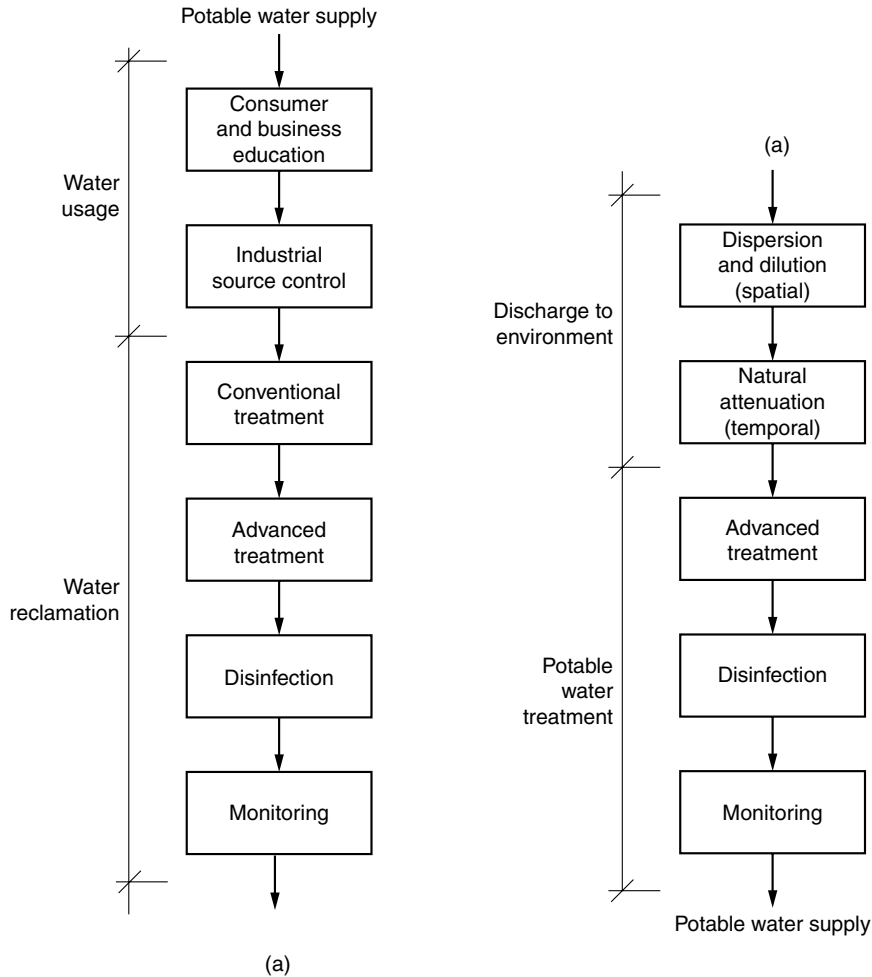 Potable water supply
Consumer
and business
education
Water
usage
Industrial
source control
Conventional
treatment
Advanced
treatment
Water
reclamation
Disinfection
Monitoring
(a)
(a)
Dispersion
and dilution
(spatial)
Discharge to
environment
Natural
attenuation
(temporal)
Advanced
treatment
Potable
water
treatment
Disinfection
Monitoring
Potable water supply